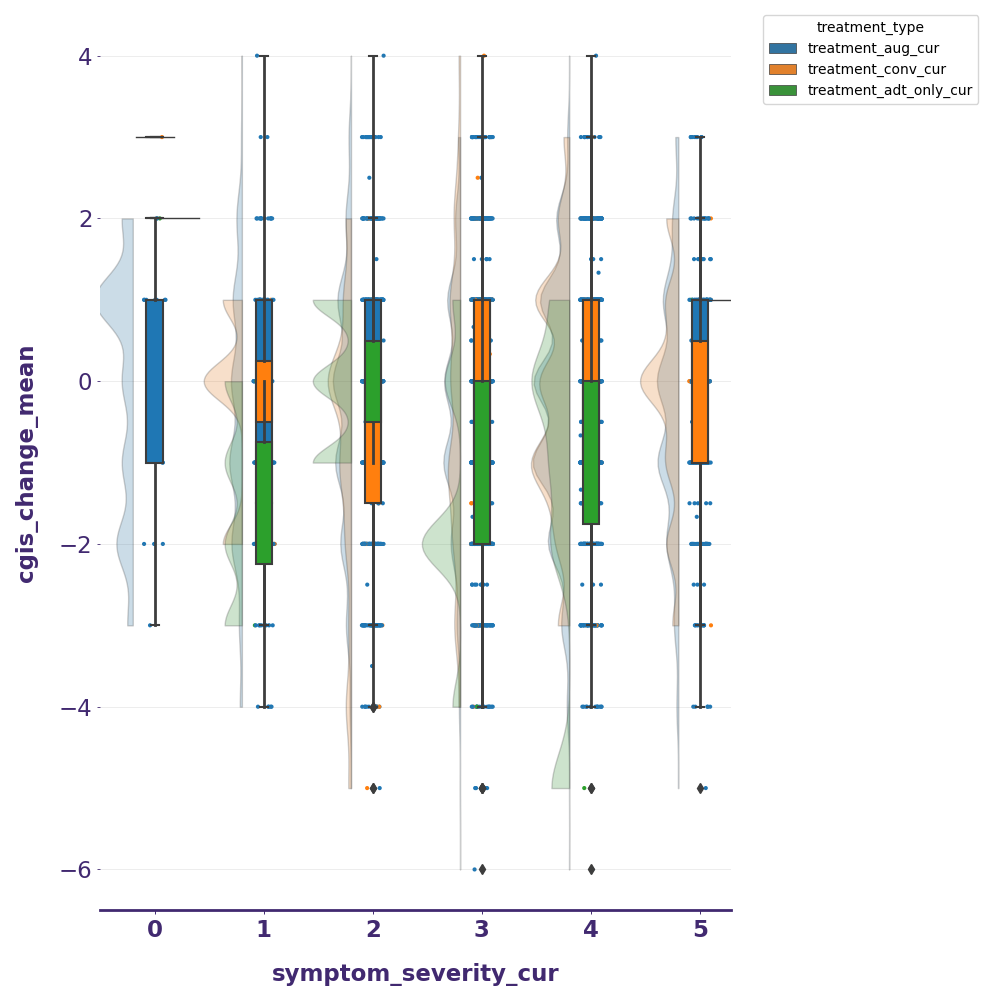 treatment_type
treatment_aug_cur
treatment_conv_cur
treatment_adt_only_cur
cgis_change_mean
4
2
0
−2
−4
−6
0 1 2 3 4 5
symptom_severity_cur